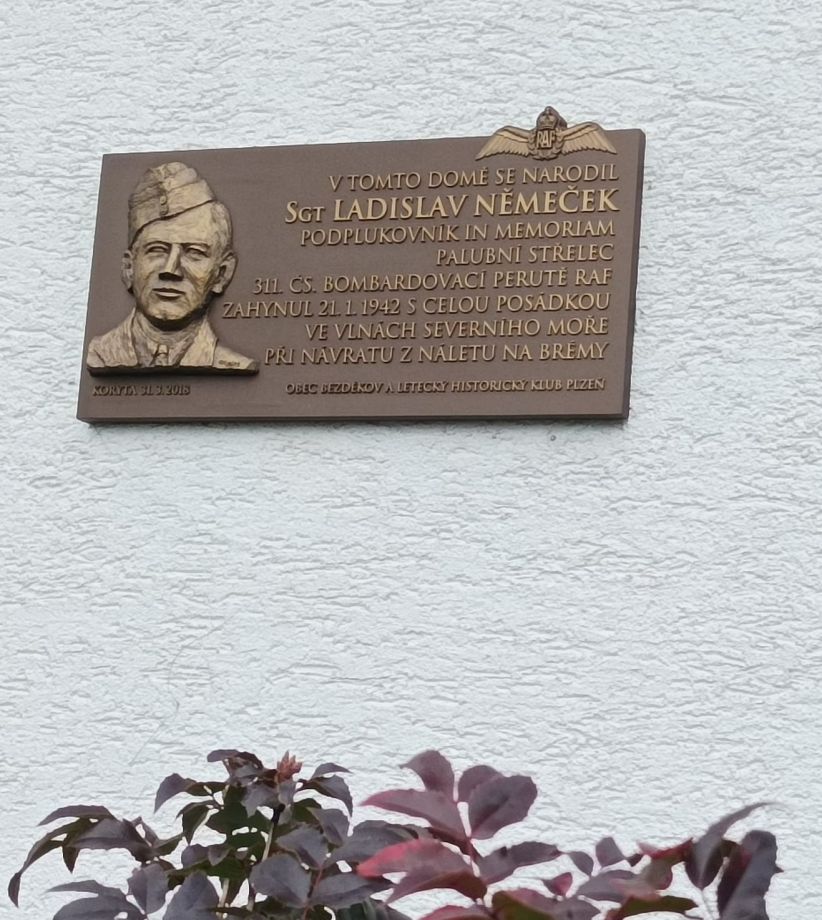 RAF
V TOMTO DOMĚ SE NARODIL
SGT LADISLAV NĚMEČEK
PODPLUKOVNÍK IN MEMORIAM
PALUBNÍ STŘELEC
311. ČS. BOMBARDOVACÍ PERUTĚ RAF
ZAHYNUL 21. 1. 1942 S CELOU POSÁDKOU
VE VLNÁCH SEVERNÍHO MOŘE
PŘI NÁVRATU Z NÁLETU NA BRÉMY
KORYTA 31. 3. 2018
OBEC BEZDĚKOV A LETECKÝ HISTORICKÝ KLUB PLZEŇ